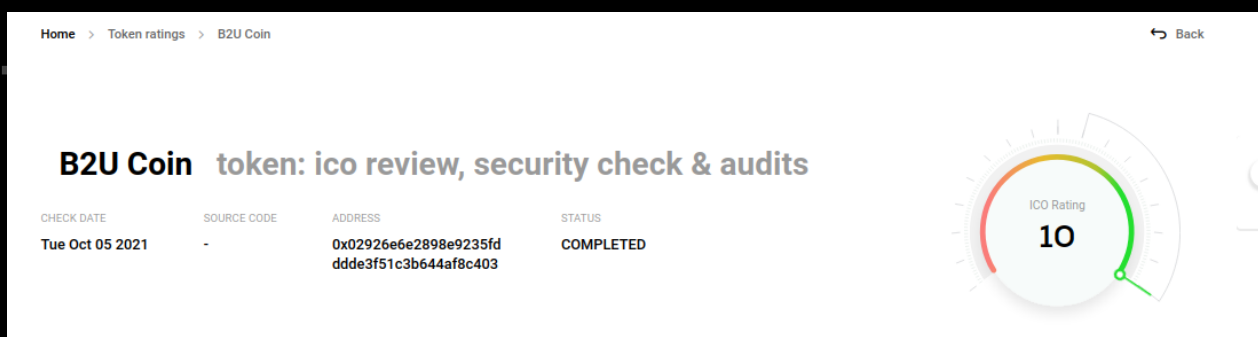 Home > Token ratings > B2U Coin
Back
B2U Coin token: ico review, security check & audits
CHECK DATE SOURCE CODE ADDRESS STATUS
Tue Oct 05 2021 - 0x02926e6e2898e9235fd COMPLETED
ddde3f51c3b644af8c403
ICO Rating
10